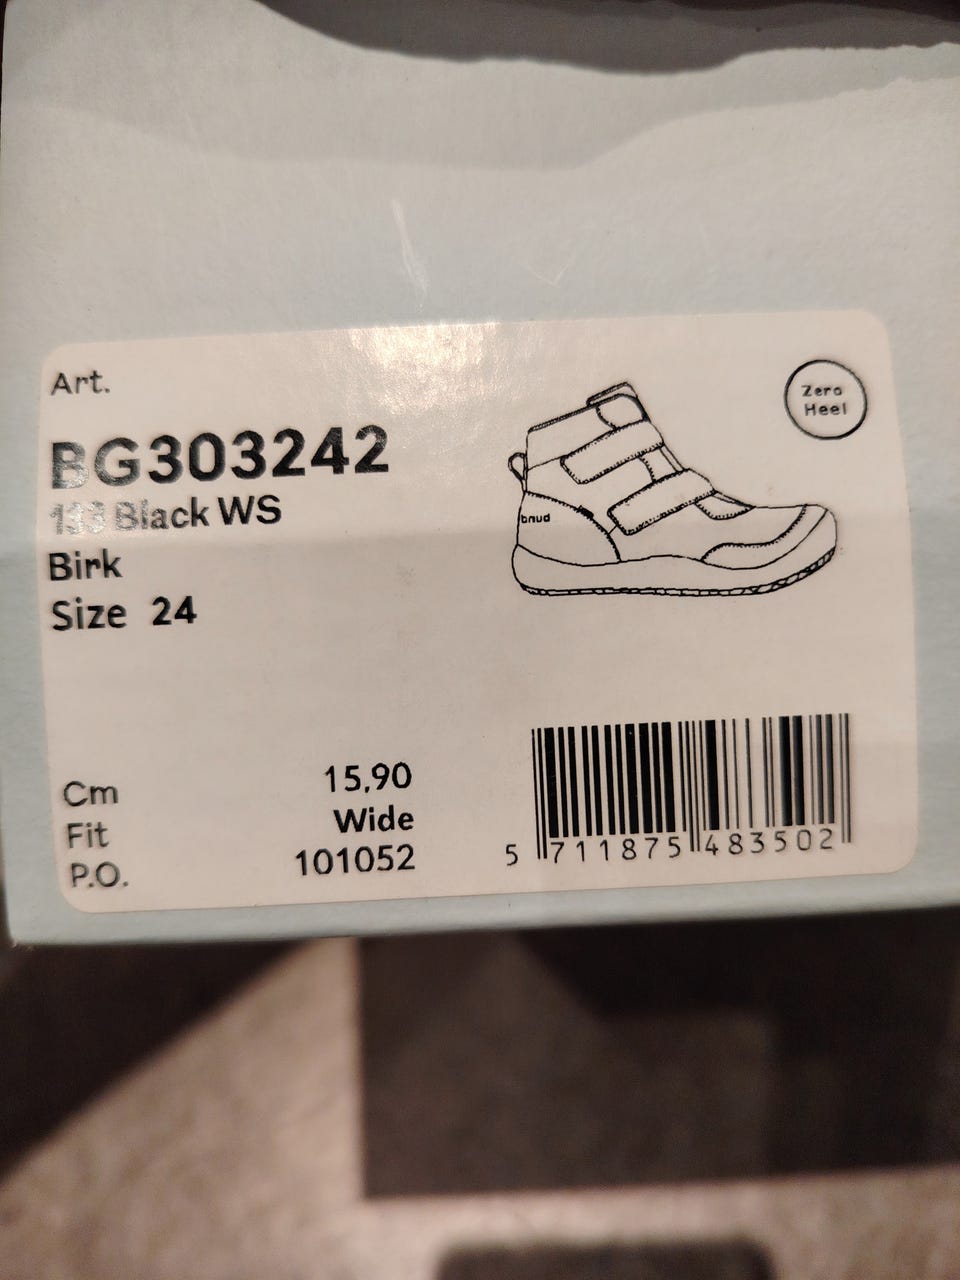 Art.
BG303242
133 Black WS
Birk
Size 24
Cm 15,90
Fit Wide
P.O. 101052
Zero
Heel
bnud
5 711875 483502